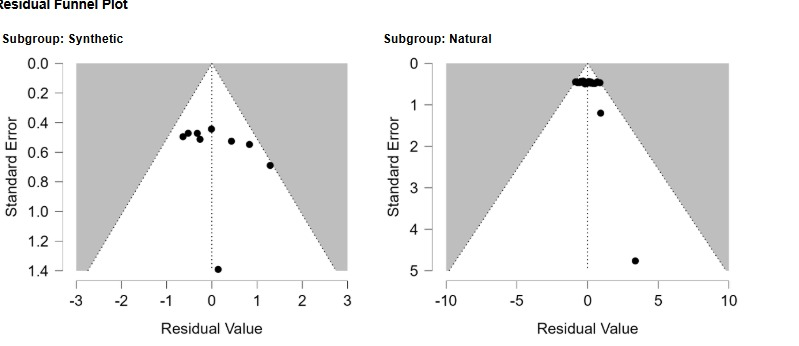 Residual Funnel Plot
Subgroup: Synthetic
Standard Error
0.0
0.2
0.4
0.6
0.8
1.0
1.2
1.4
-3 -2 -1 0 1 2 3
Residual Value
Subgroup: Natural
Standard Error
0
1
2
3
4
5
-10 -5 0 5 10
Residual Value